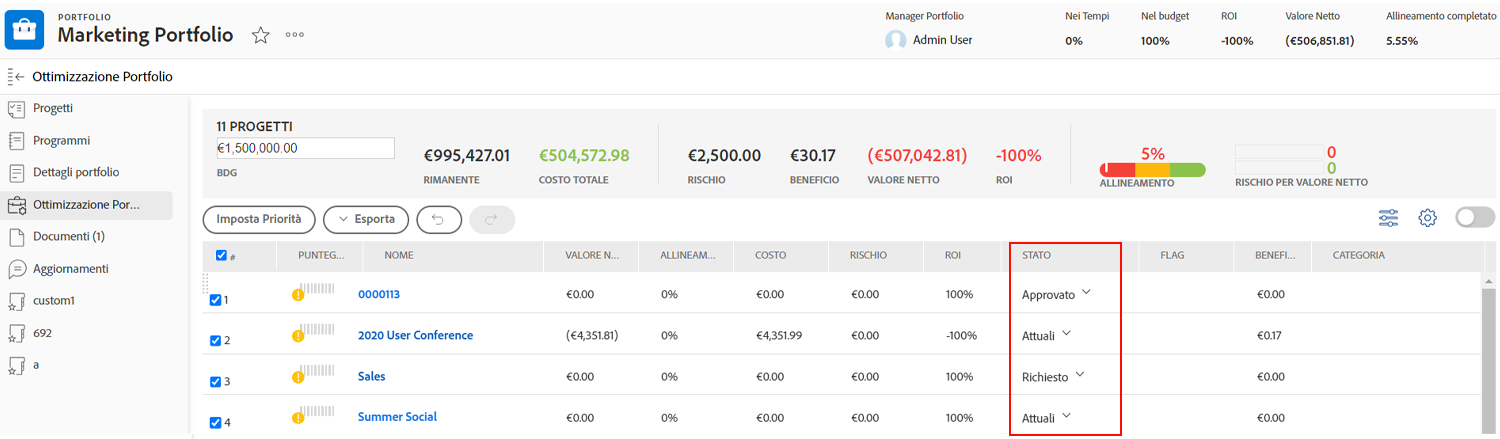 PORTFOLIO
Marketing Portfolio
Manager Portfolio
Admin User
Nei Tempi
0%
Nel budget
100%
ROI
-100%
Valore Netto
(€506,851.81)
Allineamento completato
5.55%
Ottimizzazione Portfolio
Progetti
Programmi
Dettagli portfolio
Ottimizzazione Por...
Documenti (1)
Aggiornamenti
custom1
692
a
11 PROGETTI
€1,500,000.00
BDG
€995,427.01
RIMANENTE
€504,572.98
COSTO TOTALE
€2,500.00
RISCHIO
€30.17
BENEFICIO
(€507,042.81)
VALORE NETTO
-100%
ROI
5%
ALLINEAMENTO
0
0
RISCHIO PER VALORE NETTO
Imposta Priorità
Esporta
# PUNTEG... NOME VALORE N... ALLINEAM... COSTO RISCHIO ROI STATO FLAG BENEFI... CATEGORIA
1 0000113 €0.00 0% €0.00 €0.00 100% Approvato €0.00
2 2020 User Conference (€4,351.81) 0% €4,351.99 €0.00 -100% Attuali €0.17
3 Sales €0.00 0% €0.00 €0.00 100% Richiesto €0.00
4 Summer Social €0.00 0% €0.00 €0.00 100% Attuali €0.00